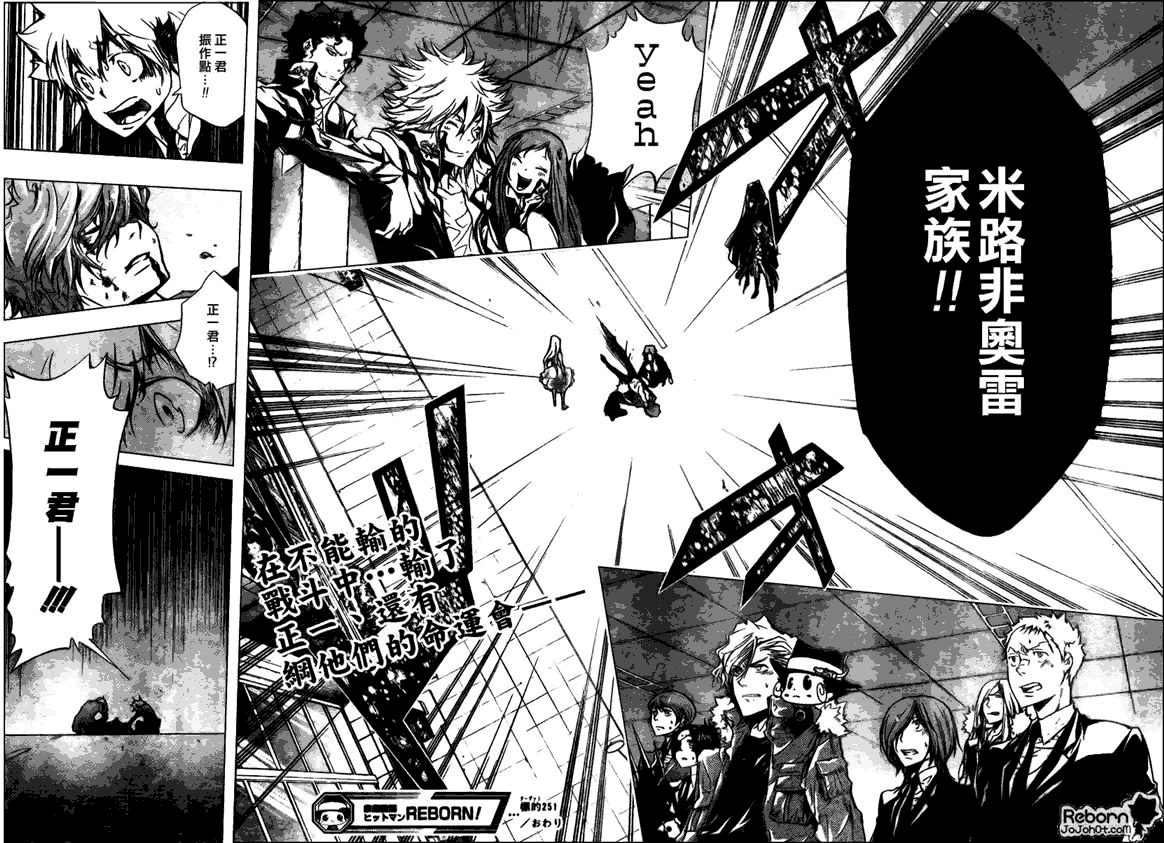 米路非奧雷
家族!!
yeah
オ
オ
リ
在不能輸的
戰斗中…輸了
正一、還有
綱他們的命運會——
正一君
振作點…!!
正一君…!?
正一君——!!!
ヒットマンREBORN!
…標的251
／おわり
Reborn
JoJoHot.com